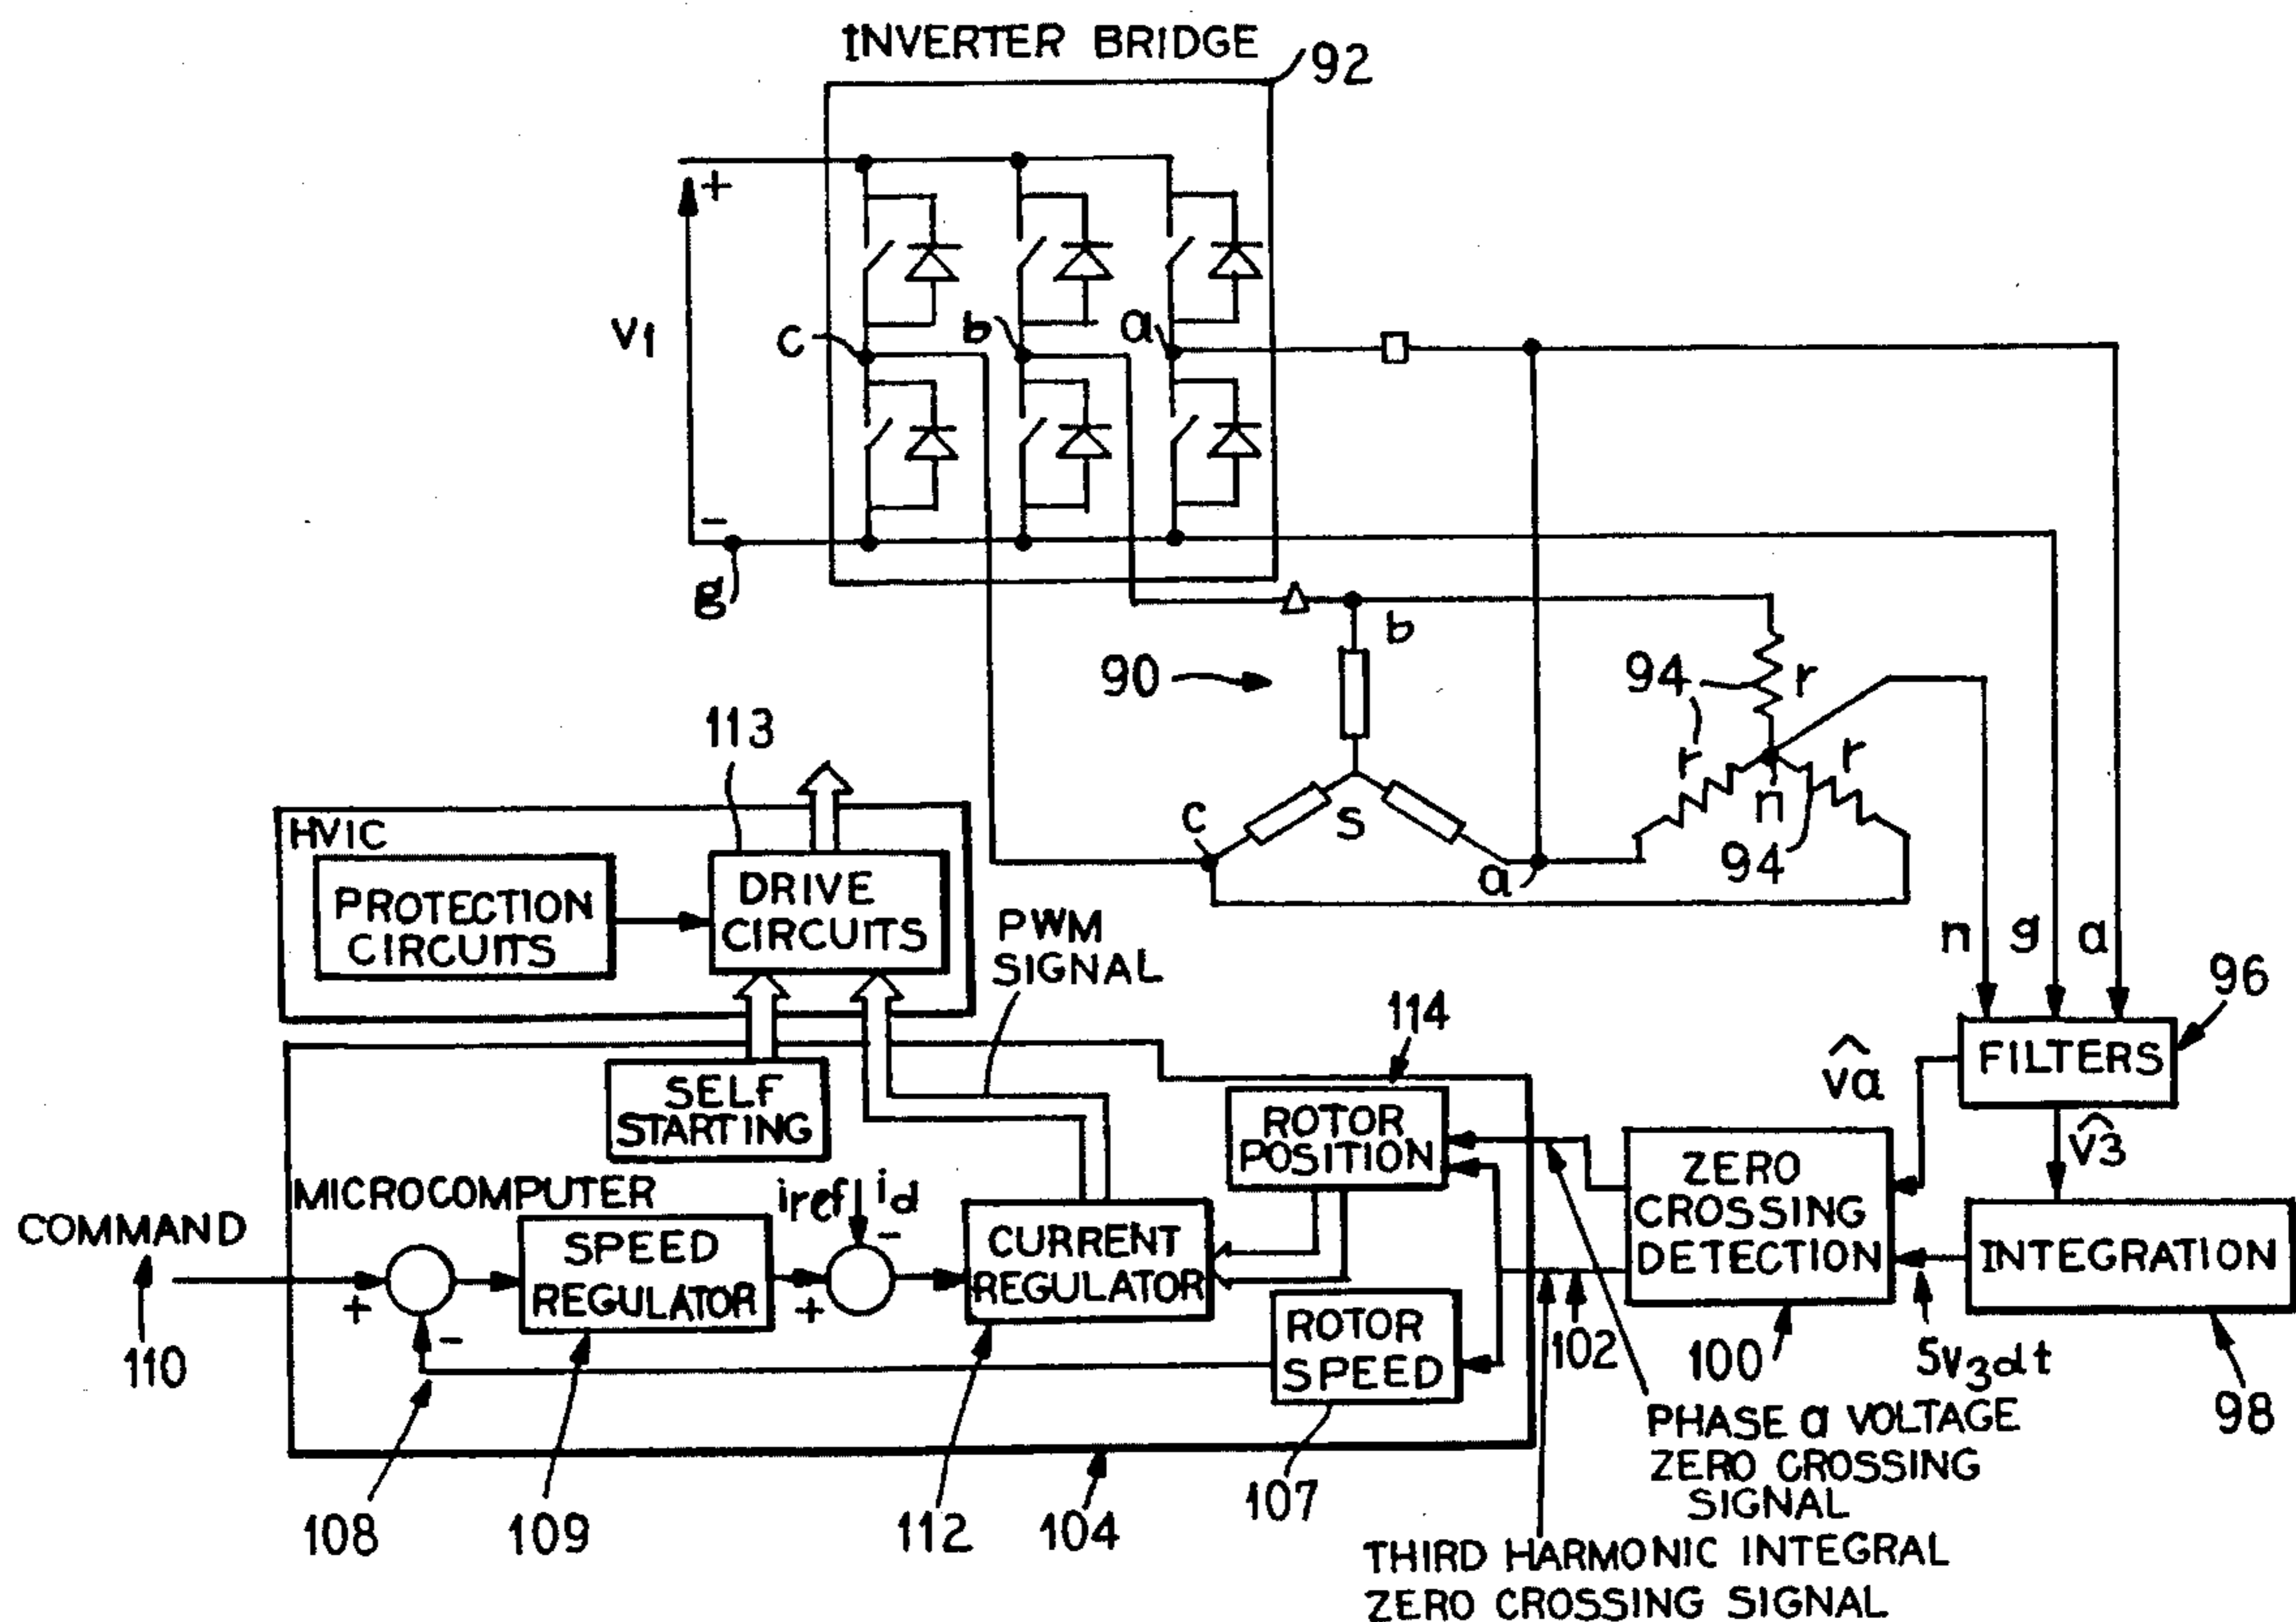 INVERTER BRIDGE
92
+
V1
c
b
a
-
g
b
90
94
r
r
r
n
94
113
c
s
a
HVIC
PROTECTION
CIRCUITS
DRIVE
CIRCUITS
PWM
SIGNAL
n
g
a
96
114
FILTERS
v̂a
v̂3
SELF
STARTING
ROTOR
POSITION
ZERO
CROSSING
DETECTION
MICROCOMPUTER
iref
id
COMMAND
SPEED
REGULATOR
-
CURRENT
REGULATOR
INTEGRATION
+
+
-
110
ROTOR
SPEED
102
100
Sv3dt
98
PHASE a VOLTAGE
ZERO CROSSING
SIGNAL
108
109
112
104
107
THIRD HARMONIC INTEGRAL
ZERO CROSSING SIGNAL